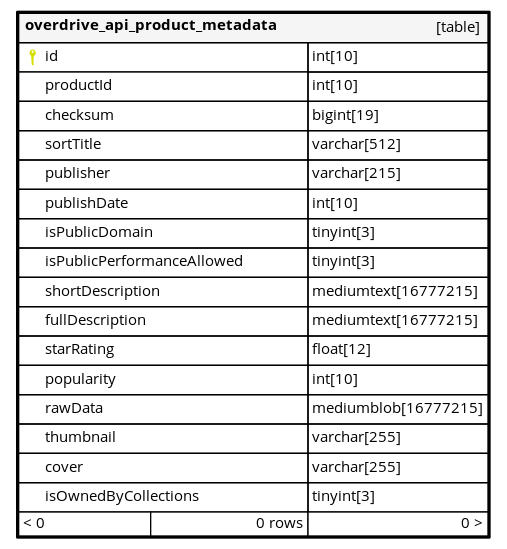 overdrive_api_product_metadata [table]
id int[10]
productId int[10]
checksum bigint[19]
sortTitle varchar[512]
publisher varchar[215]
publishDate int[10]
isPublicDomain tinyint[3]
isPublicPerformanceAllowed tinyint[3]
shortDescription mediumtext[16777215]
fullDescription mediumtext[16777215]
starRating float[12]
popularity int[10]
rawData mediumblob[16777215]
thumbnail varchar[255]
cover varchar[255]
isOwnedByCollections tinyint[3]
< 0 0 rows 0 >